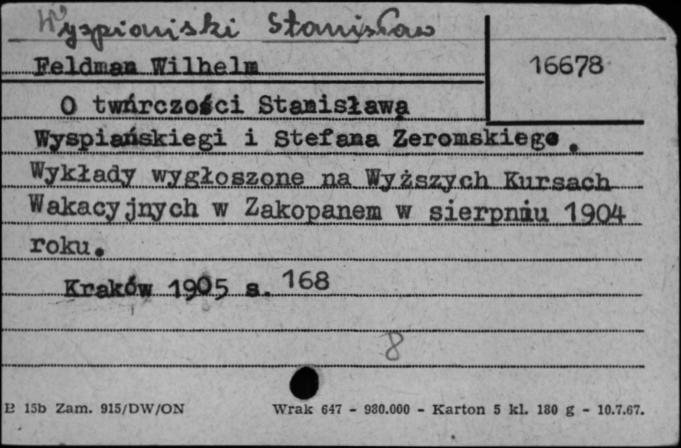 Wyspiański Stanisław
Feldman Wilhelm
16678
O twórczości Stanisława
Wyspiańskiegi i Stefana Żeromskiego.
Wykłady wygłoszone na Wyższych Kursach
Wakacyjnych w Zakopanem w sierpniu 1904
roku.
Kraków 1905 s. 168
8
B 15b Zam. 915/DW/ON Wrak 647 - 980.000 - Karton 5 kl. 180 g - 10.7.67.